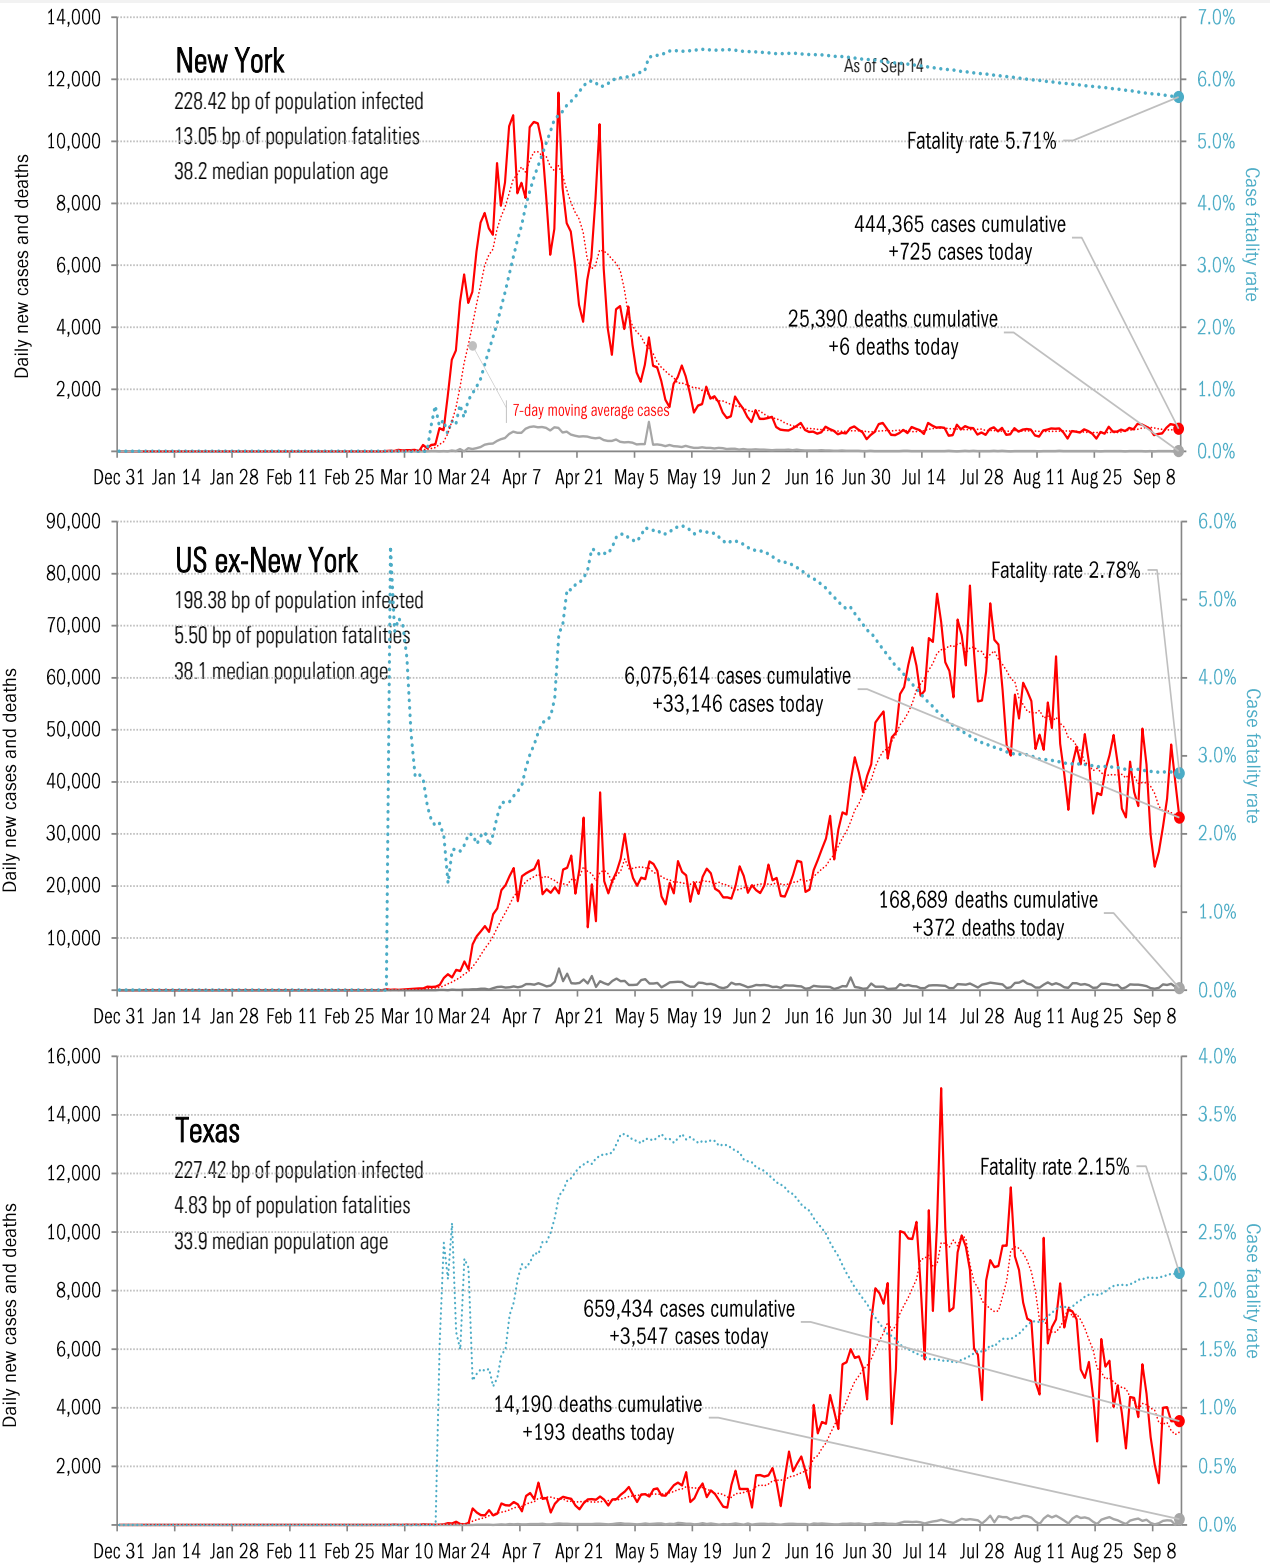 14,000
12,000
10,000
8,000
6,000
4,000
2,000
7.0%
6.0%
5.0%
4.0%
3.0%
2.0%
1.0%
0.0%
Daily new cases and deaths
Case fatality rate
New York
228.42 bp of population infected
13.05 bp of population fatalities
38.2 median population age
As of Sep 14
Fatality rate 5.71%
444,365 cases cumulative
+725 cases today
25,390 deaths cumulative
+6 deaths today
7-day moving average cases
Dec 31 Jan 14 Jan 28 Feb 11 Feb 25 Mar 10 Mar 24 Apr 7 Apr 21 May 5 May 19 Jun 2 Jun 16 Jun 30 Jul 14 Jul 28 Aug 11 Aug 25 Sep 8
90,000
80,000
70,000
60,000
50,000
40,000
30,000
20,000
10,000
6.0%
5.0%
4.0%
3.0%
2.0%
1.0%
0.0%
Daily new cases and deaths
Case fatality rate
US ex-New York
198.38 bp of population infected
5.50 bp of population fatalities
38.1 median population age
Fatality rate 2.78%
6,075,614 cases cumulative
+33,146 cases today
168,689 deaths cumulative
+372 deaths today
Dec 31 Jan 14 Jan 28 Feb 11 Feb 25 Mar 10 Mar 24 Apr 7 Apr 21 May 5 May 19 Jun 2 Jun 16 Jun 30 Jul 14 Jul 28 Aug 11 Aug 25 Sep 8
16,000
14,000
12,000
10,000
8,000
6,000
4,000
2,000
4.0%
3.5%
3.0%
2.5%
2.0%
1.5%
1.0%
0.5%
0.0%
Daily new cases and deaths
Case fatality rate
Texas
227.42 bp of population infected
4.83 bp of population fatalities
33.9 median population age
Fatality rate 2.15%
659,434 cases cumulative
+3,547 cases today
14,190 deaths cumulative
+193 deaths today
Dec 31 Jan 14 Jan 28 Feb 11 Feb 25 Mar 10 Mar 24 Apr 7 Apr 21 May 5 May 19 Jun 2 Jun 16 Jun 30 Jul 14 Jul 28 Aug 11 Aug 25 Sep 8